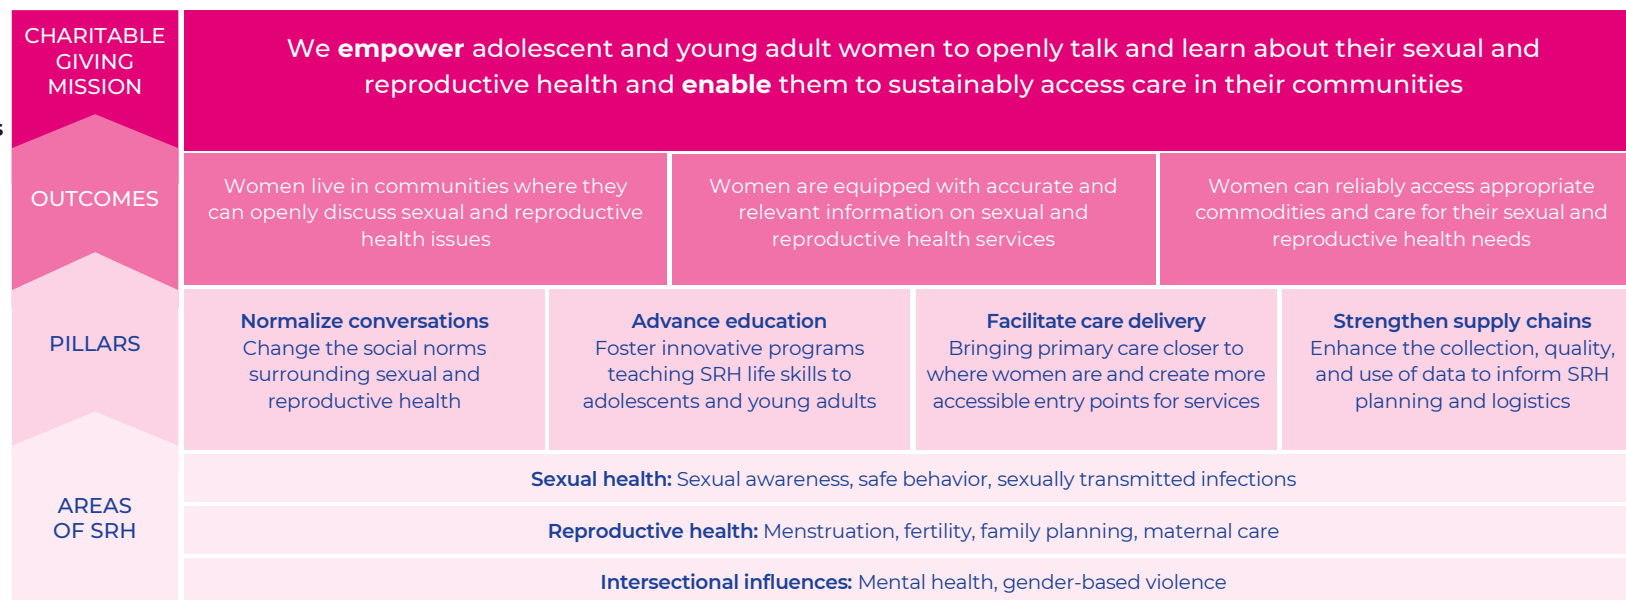 CHARITABLE
GIVING
MISSION
We empower adolescent and young adult women to openly talk and learn about their sexual and
reproductive health and enable them to sustainably access care in their communities
s
OUTCOMES
Women live in communities where they
can openly discuss sexual and reproductive
health issues
Women are equipped with accurate and
relevant information on sexual and
reproductive health services
Women can reliably access appropriate
commodities and care for their sexual and
reproductive health needs
PILLARS
Normalize conversations
Change the social norms
surrounding sexual and
reproductive health
Advance education
Foster innovative programs
teaching SRH life skills to
adolescents and young adults
Facilitate care delivery
Bringing primary care closer to
where women are and create more
accessible entry points for services
Strengthen supply chains
Enhance the collection, quality,
and use of data to inform SRH
planning and logistics
AREAS
OF SRH
Sexual health: Sexual awareness, safe behavior, sexually transmitted infections
Reproductive health: Menstruation, fertility, family planning, maternal care
Intersectional influences: Mental health, gender-based violence